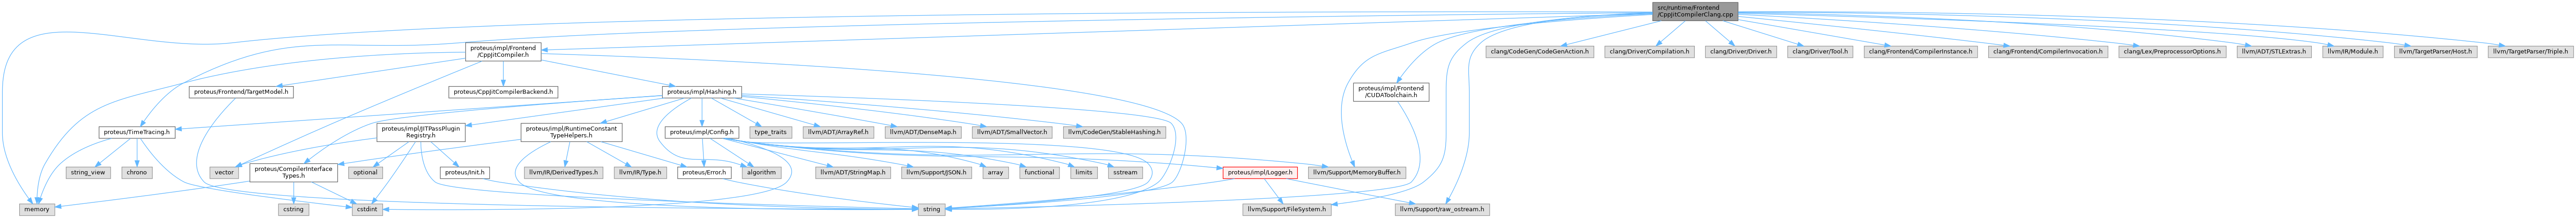 src/runtime/Frontend
/CppJitCompilerClang.cpp
proteus/impl/Frontend
/CppJitCompiler.h
clang/CodeGen/CodeGenAction.h
clang/Driver/Compilation.h
clang/Driver/Driver.h
clang/Driver/Tool.h
clang/Frontend/CompilerInstance.h
clang/Frontend/CompilerInvocation.h
clang/Lex/PreprocessorOptions.h
llvm/ADT/STLExtras.h
llvm/IR/Module.h
llvm/TargetParser/Host.h
llvm/TargetParser/Triple.h
proteus/Frontend/TargetModel.h
proteus/CppJitCompilerBackend.h
proteus/impl/Hashing.h
proteus/impl/Frontend
/CUDAToolchain.h
proteus/TimeTracing.h
proteus/impl/JITPassPlugin
Registry.h
proteus/impl/RuntimeConstant
TypeHelpers.h
proteus/impl/Config.h
type_traits
llvm/ADT/ArrayRef.h
llvm/ADT/DenseMap.h
llvm/ADT/SmallVector.h
llvm/CodeGen/StableHashing.h
string_view
chrono
vector
proteus/CompilerInterface
Types.h
optional
proteus/Init.h
llvm/IR/DerivedTypes.h
llvm/IR/Type.h
proteus/Error.h
algorithm
llvm/ADT/StringMap.h
llvm/Support/JSON.h
array
functional
limits
sstream
proteus/impl/Logger.h
llvm/Support/MemoryBuffer.h
memory
cstring
cstdint
string
llvm/Support/FileSystem.h
llvm/Support/raw_ostream.h